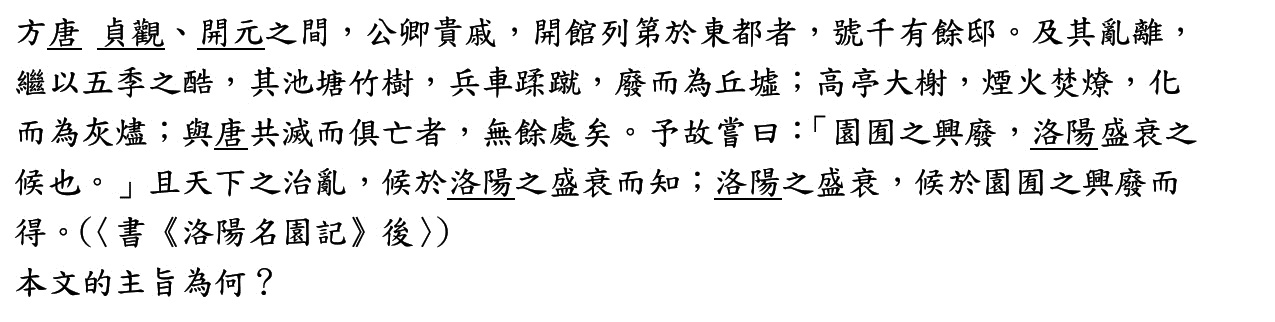 方唐 貞觀、開元之間，公卿貴戚，開館列第於東都者，號千有餘邸。及其亂離，
繼以五季之酷，其池塘竹樹，兵車蹂蹴，廢而為丘墟；高亭大榭，煙火焚燎，化
而為灰燼；與唐共滅而俱亡者，無餘處矣。予故嘗曰：「園囿之興廢，洛陽盛衰之
候也。」且天下之治亂，候於洛陽之盛衰而知；洛陽之盛衰，候於園囿之興廢而
得。(〈書《洛陽名園記》後〉)
本文的主旨為何？